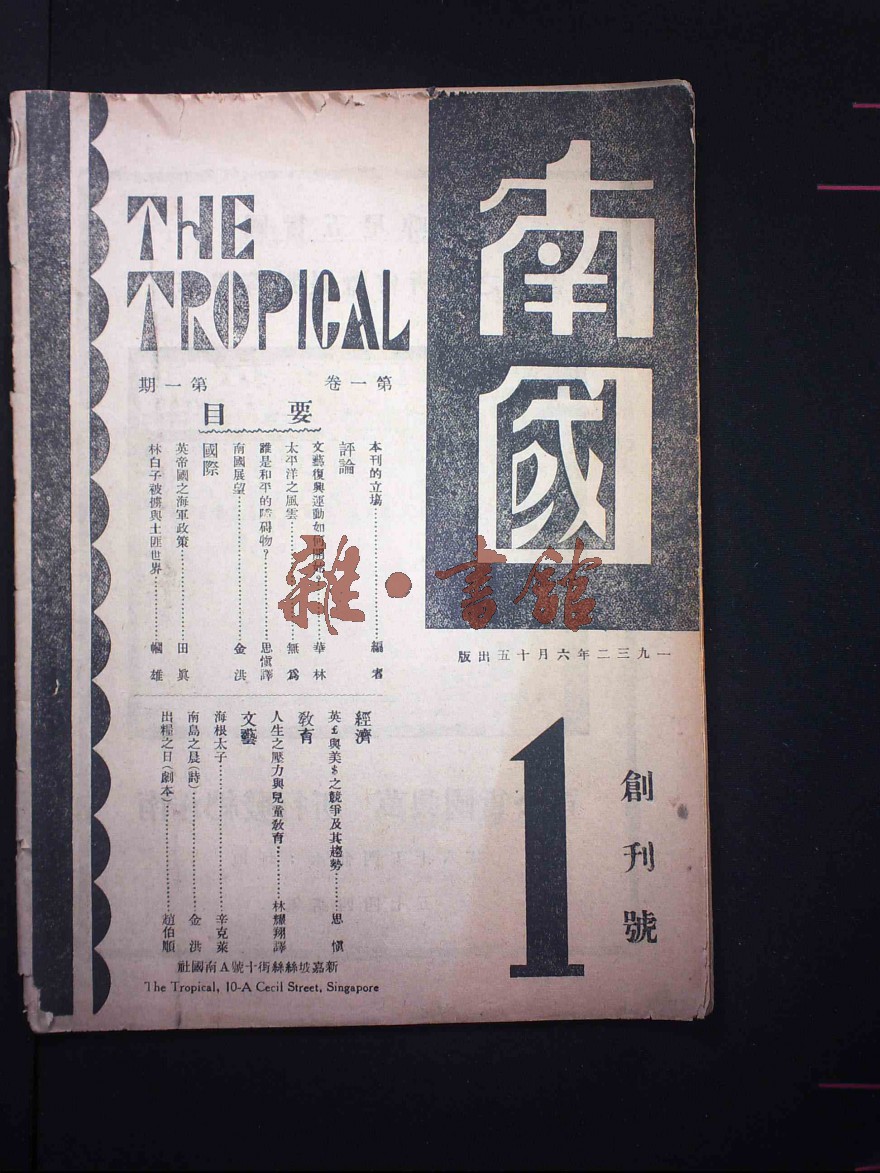 南國
THE
TROPICAL
第一卷 第一期
要目
本刊的立場 編者
評論
文藝復興運動如何 華林
太平洋之風雲 無為
誰是和平的障碍物？ 思愼譯
南國展望 金洪
國際
英帝國之海軍政策 田眞
林白子被擄與土匪世界 幗雄
經濟
英£與美$之競爭及其趨勢 思愼
敎育
人生之壓力與兒童敎育 林耀翔譯
文藝
海根太子 辛克萊
南島之晨(詩) 金洪
出糧之日(劇本) 趙伯順
一九三二年六月十五出版
1
創刊號
新嘉坡絲絲街十號A南國社
The Tropical, 10-A Cecil Street, Singapore
雜·書館